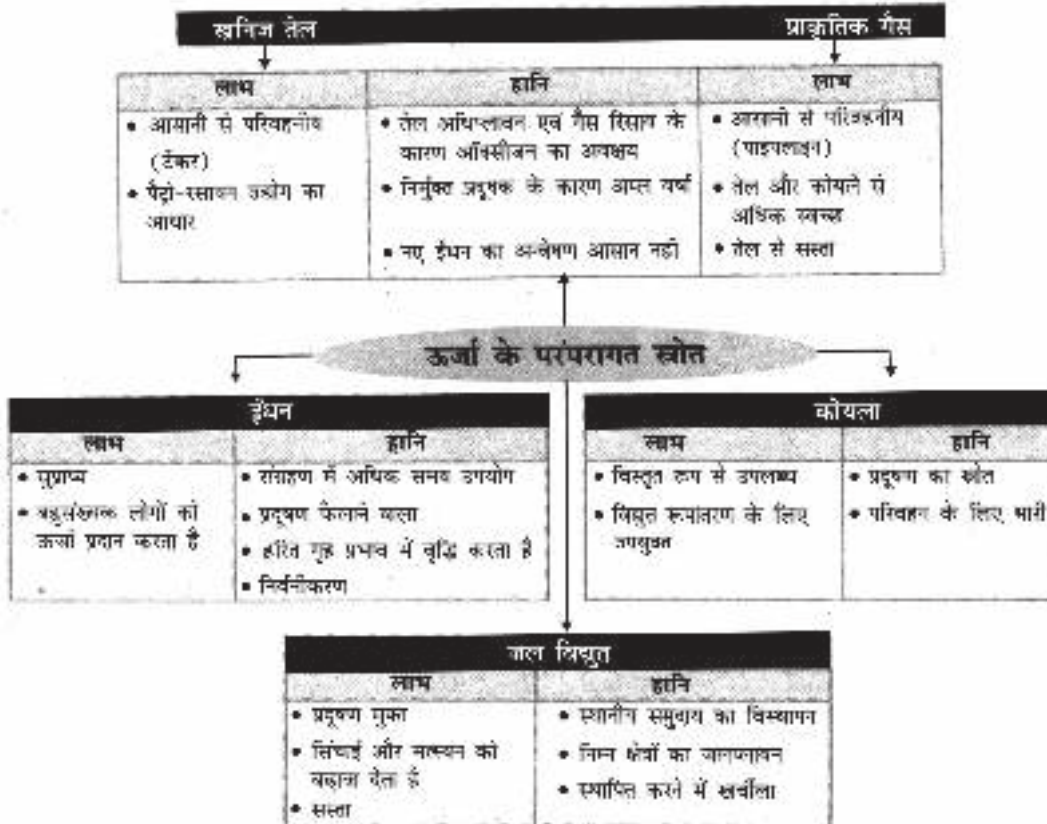 खनिज तेल
प्राकृतिक गैस
लाभ
हानि
लाभ
• आसानी से परिवहनीय
(टैंकर)
• पैट्रो-रसायन उद्योग का
आधार
• तेल अधिप्लावन एवं गैस रिसाव के
कारण ऑक्सीजन का अवक्षय
• निर्मुक्त प्रदूषक के कारण अम्ल वर्षा
• नए ईंधन का अन्वेषण आसान नहीं
• आसानी से परिवहनीय
(पाइपलाइन)
• तेल और कोयले से
अधिक स्वच्छ
• तेल से सस्ता
ऊर्जा के परंपरागत स्रोत
ईंधन
लाभ
हानि
• सुप्राप्य
• बहुसंख्यक लोगों को
ऊर्जा प्रदान करता है
• संग्रहण में अधिक समय उपयोग
• प्रदूषण फैलाने वाला
• हरित गृह प्रभाव में वृद्धि करता है
• निर्वनीकरण
कोयला
लाभ
हानि
• विस्तृत रूप से उपलब्ध
• विद्युत रूपांतरण के लिए
उपयुक्त
• प्रदूषण का स्रोत
• परिवहन के लिए भारी
जल विद्युत
लाभ
हानि
• प्रदूषण मुक्त
• सिंचाई और मत्स्यन को
बढ़ावा देता है
• सस्ता
• स्थानीय समुदाय का विस्थापन
• निम्न क्षेत्रों का जलप्लावन
• स्थापित करने में खर्चीला